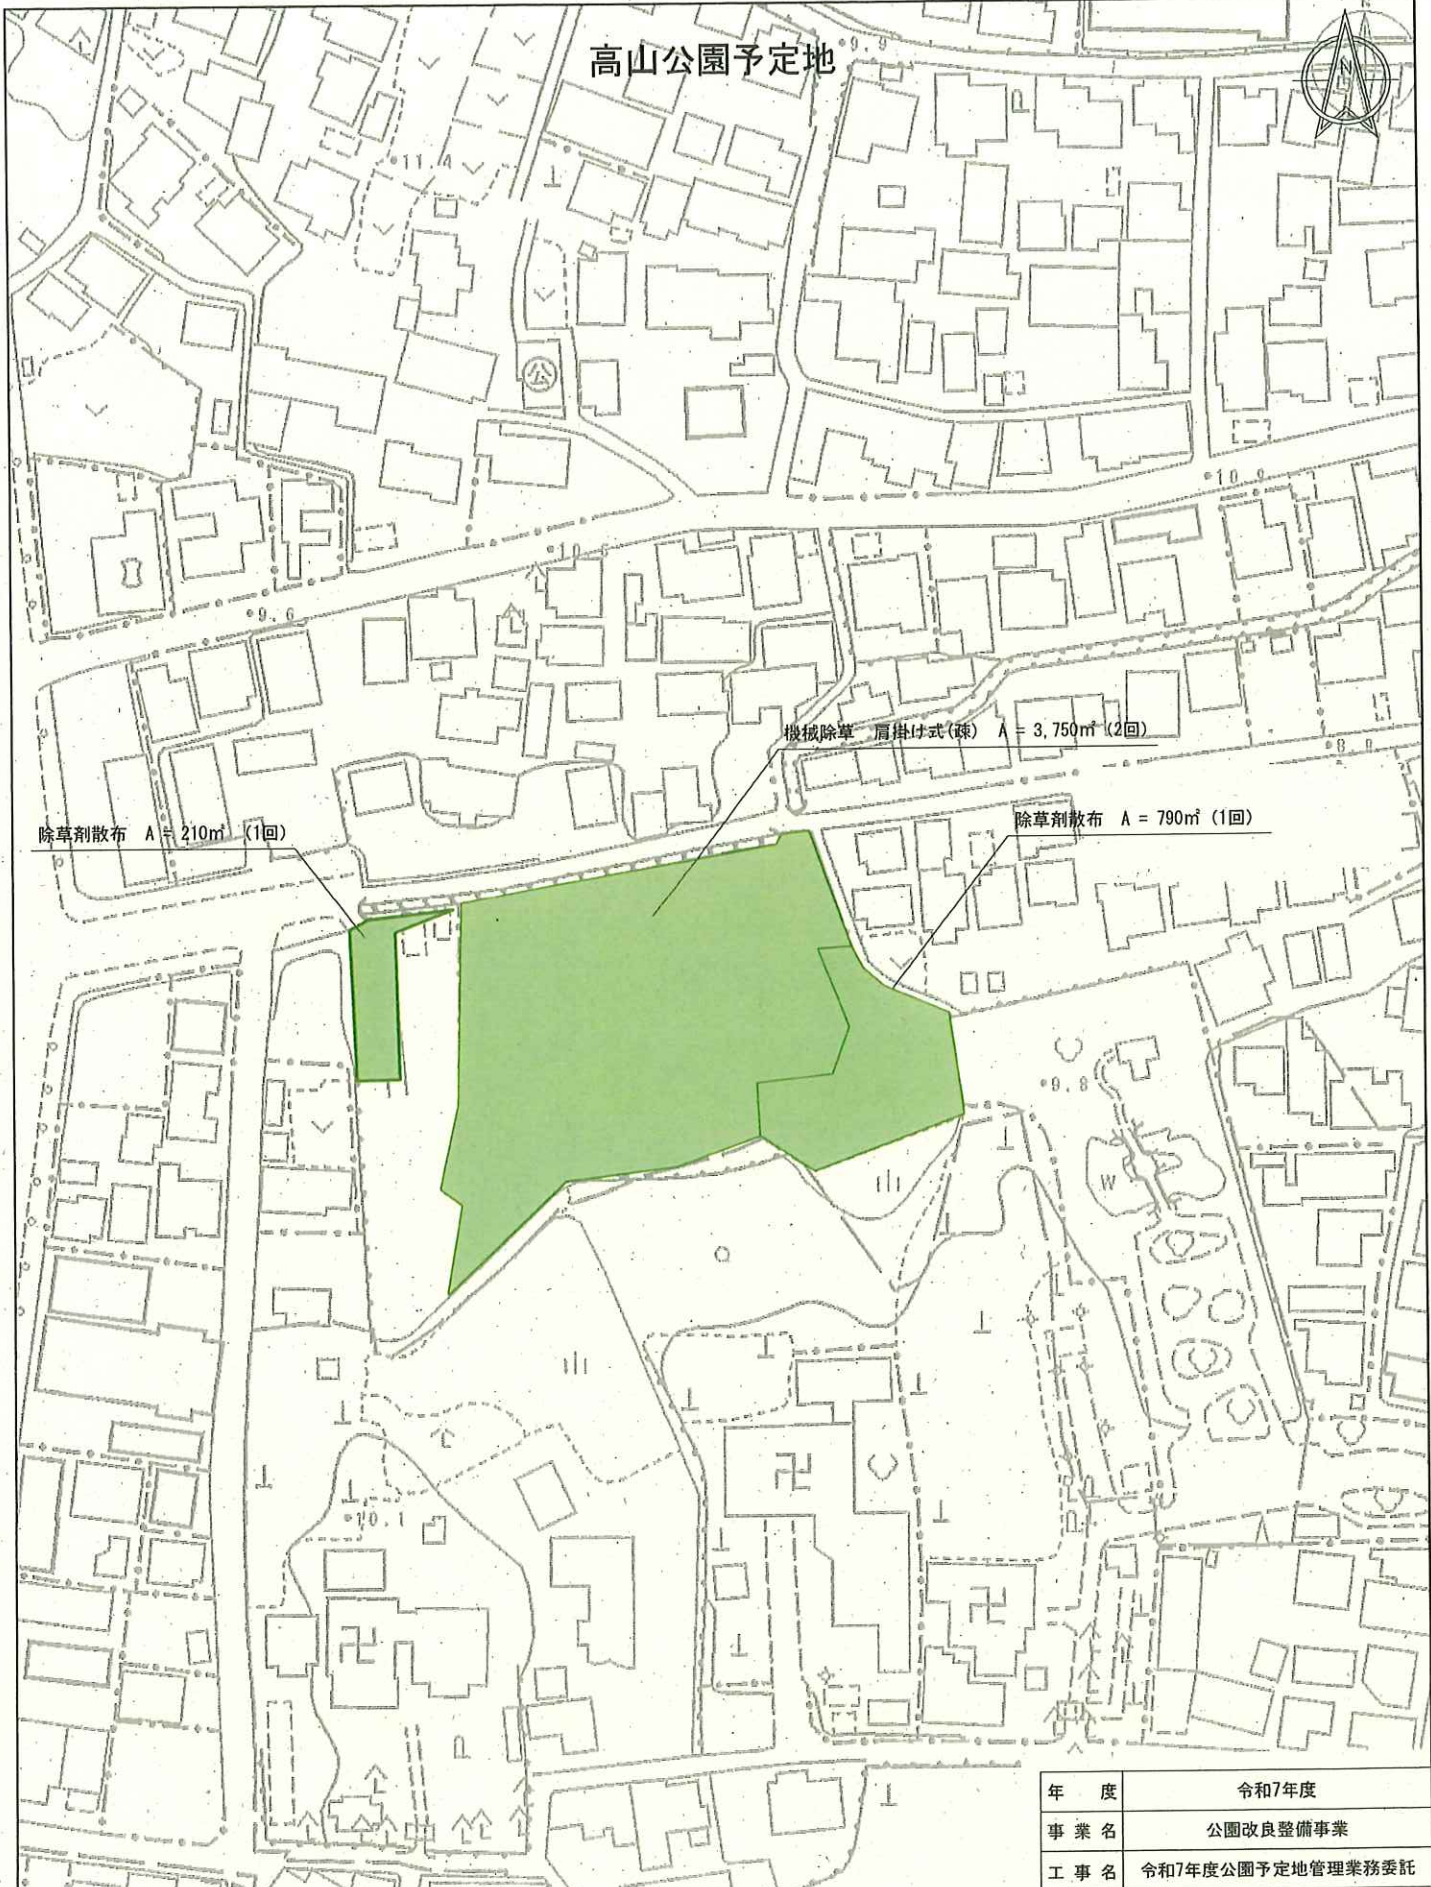 高山公園予定地
N
9.9
11.4
公
10.9
9.6
機械除草 肩掛け式(疎) A = 3,750㎡ (2回)
除草剤散布 A = 210㎡ (1回)
除草剤散布 A = 790㎡ (1回)
9.8
W
10.1
年 度 令和7年度
事 業 名 公園改良整備事業
工 事 名 令和7年度公園予定地管理業務委託